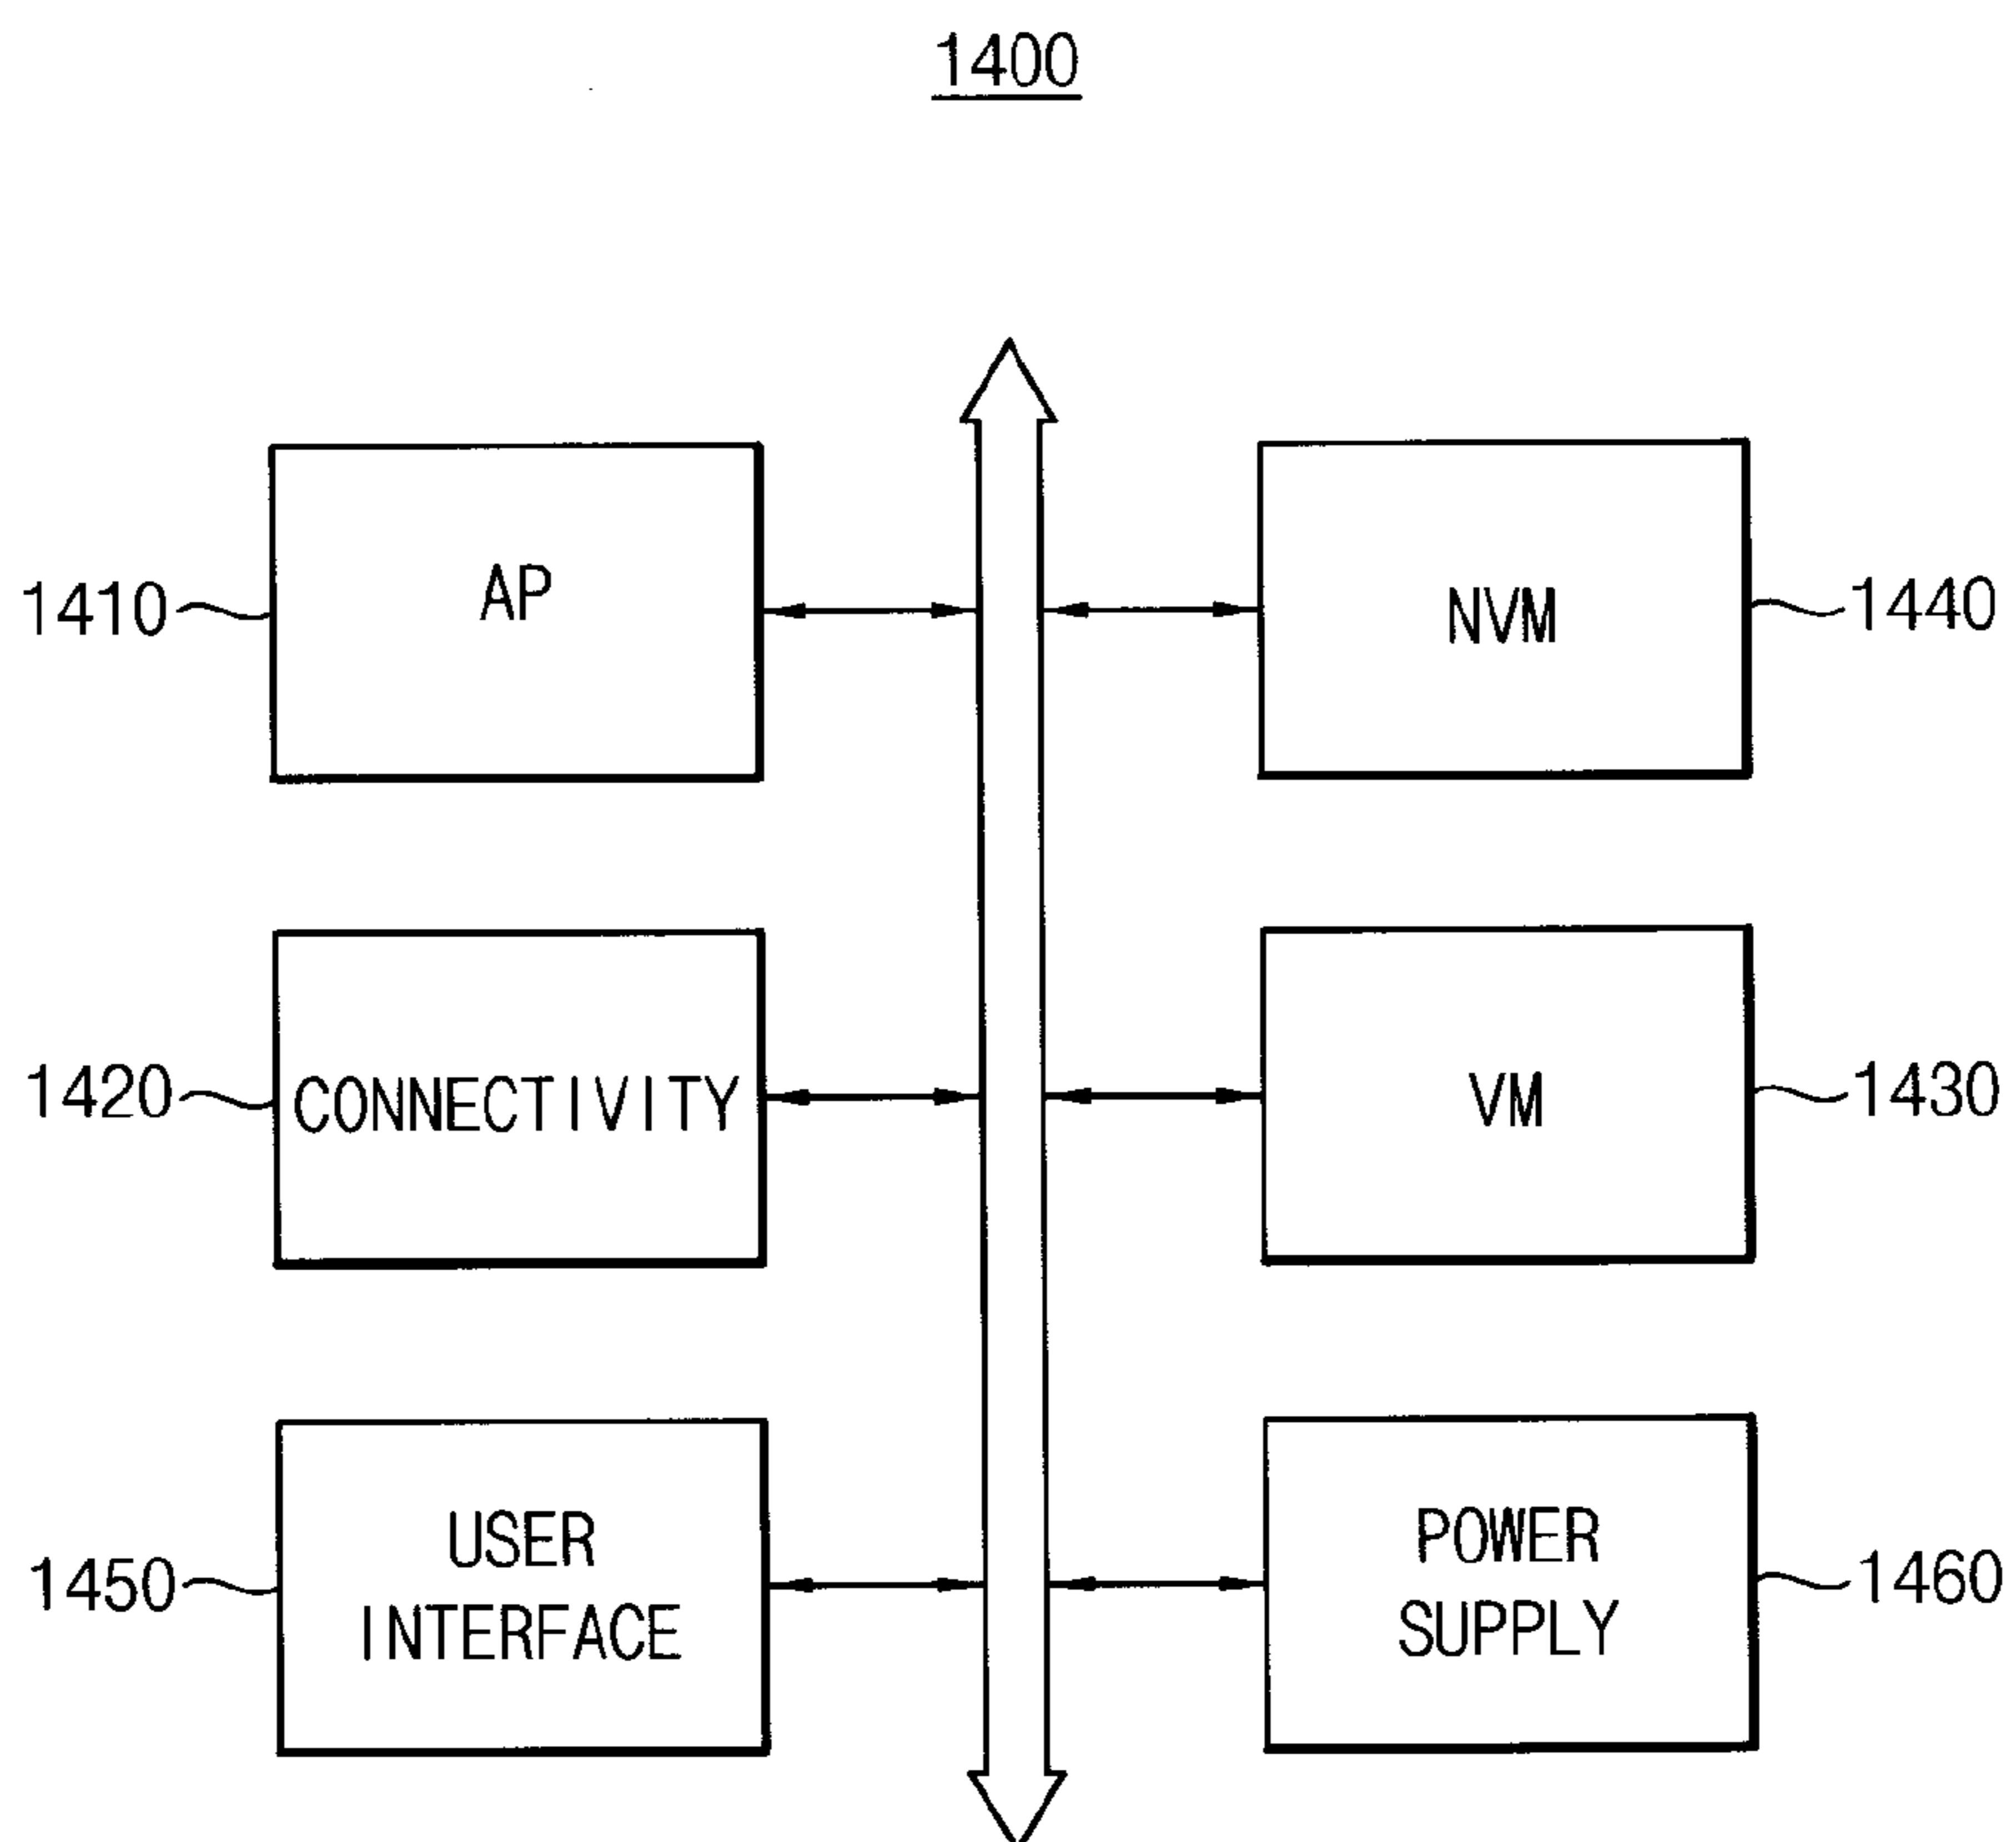 1400
1410
AP
NVM
1440
1420
CONNECTIVITY
VM
1430
1450
USER
INTERFACE
POWER
SUPPLY
1460